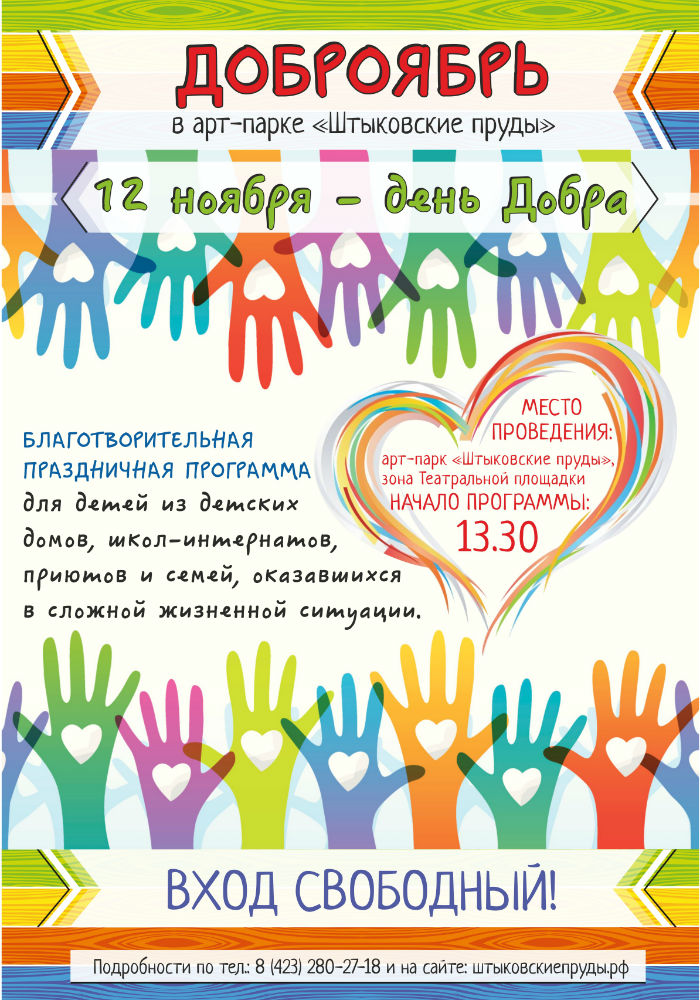 ДОБРОЯБРЬ
в арт-парке «Штыковские пруды»
12 ноября – день Добра
МЕСТО
ПРОВЕДЕНИЯ:
арт-парк «Штыковские пруды»,
зона Театральной площадки
НАЧАЛО ПРОГРАММЫ:
13.30
БЛАГОТВОРИТЕЛЬНАЯ
ПРАЗДНИЧНАЯ ПРОГРАММА
для детей из детских
домов, школ-интернатов,
приютов и семей, оказавшихся
в сложной жизненной ситуации.
ВХОД СВОБОДНЫЙ!
Подробности по тел.: 8 (423) 280-27-18 и на сайте: штыковскиепруды.рф